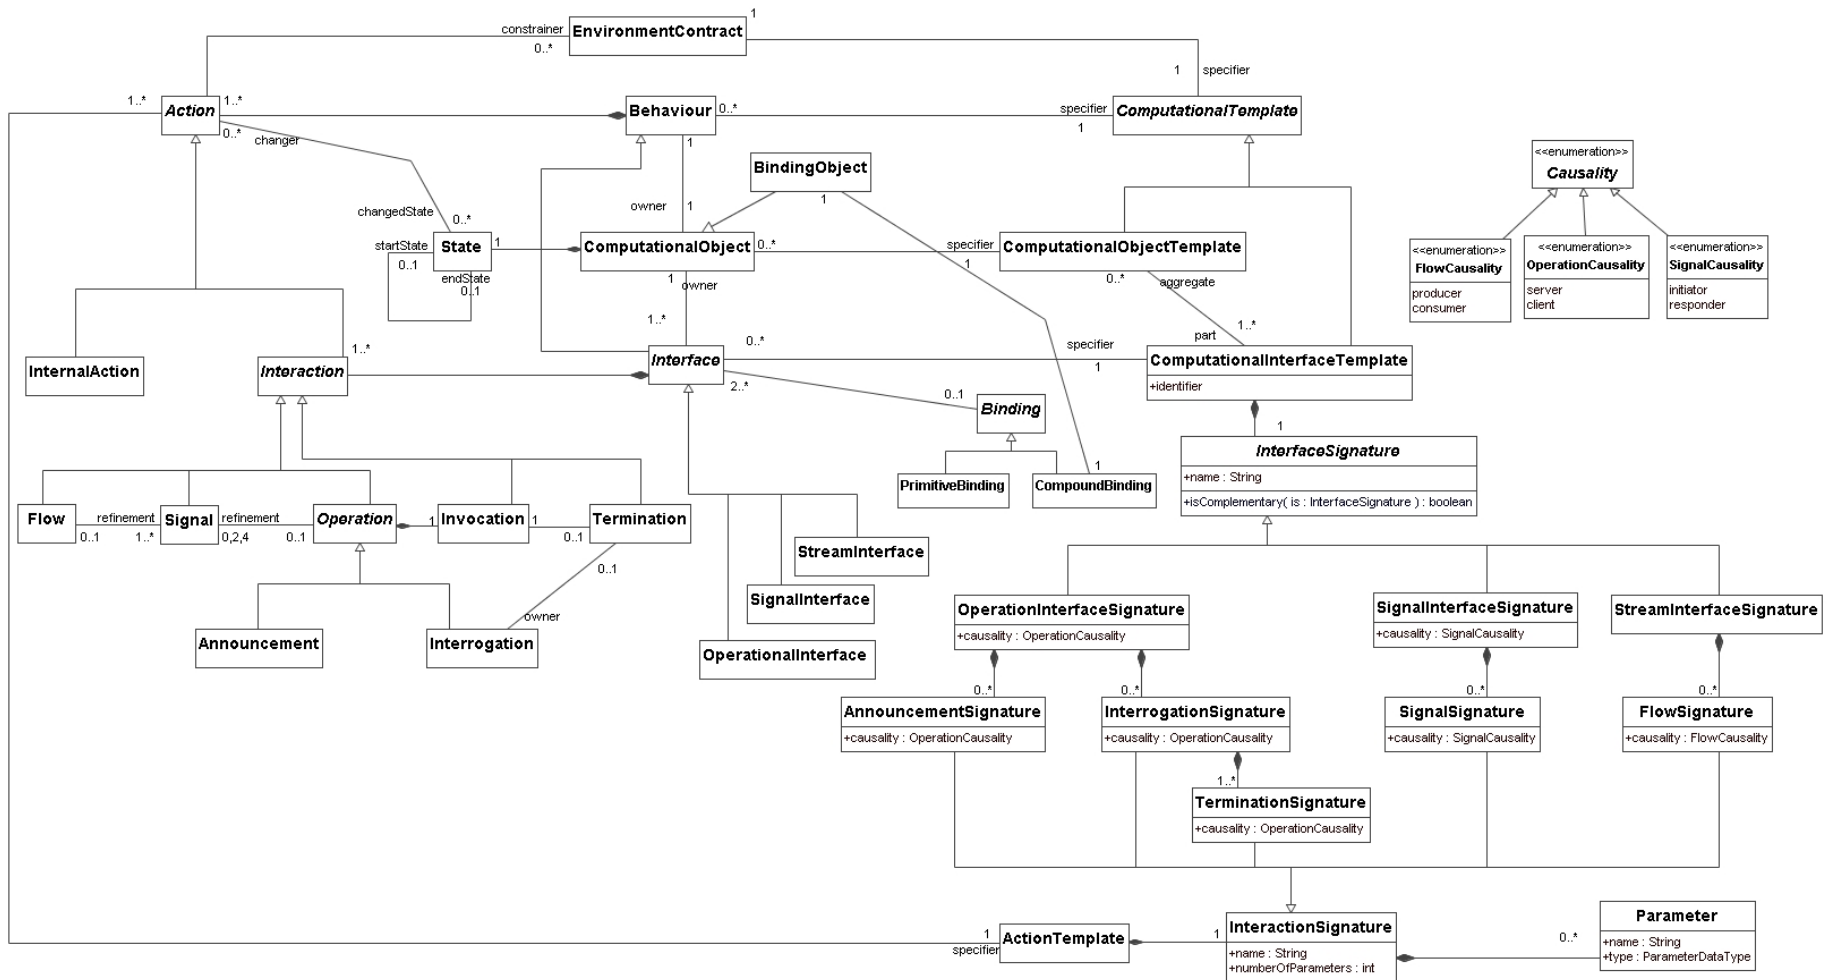 1
constrainer
EnvironmentContract
0..*
1
specifier
1..*
Action
1..*
Behaviour
0..*
specifier
ComputationalTemplate
1
0..*
changer
1
<<enumeration>>
Causality
BindingObject
1
changedState
0..*
owner
1
startState
State
1
ComputationalObject
0..*
specifier
ComputationalObjectTemplate
0..1
1
endState
0..1
1
owner
0..*
aggregate
<<enumeration>>
FlowCausality
producer
consumer
<<enumeration>>
OperationCausality
server
client
<<enumeration>>
SignalCausality
initiator
responder
1..*
1..*
part
InternalAction
1..*
Interaction
Interface
0..*
specifier
1
ComputationalInterfaceTemplate
+identifier
2..*
0..1
Binding
1
InterfaceSignature
+name : String
+isComplementary( is : InterfaceSignature ) : boolean
1
PrimitiveBinding
CompoundBinding
Flow
refinement
0..1
1..*
Signal
refinement
0,2,4
0..1
Operation
1
Invocation
1
0..1
Termination
0..1
StreamInterface
SignalInterface
OperationalInterface
owner
Announcement
Interrogation
OperationInterfaceSignature
+causality : OperationCausality
SignalInterfaceSignature
+causality : SignalCausality
StreamInterfaceSignature
0..*
0..*
0..*
0..*
AnnouncementSignature
+causality : OperationCausality
InterrogationSignature
+causality : OperationCausality
SignalSignature
+causality : SignalCausality
FlowSignature
+causality : FlowCausality
1..*
TerminationSignature
+causality : OperationCausality
1
specifier
ActionTemplate
1
InteractionSignature
+name : String
+numberOfParameters : int
0..*
Parameter
+name : String
+type : ParameterDataType